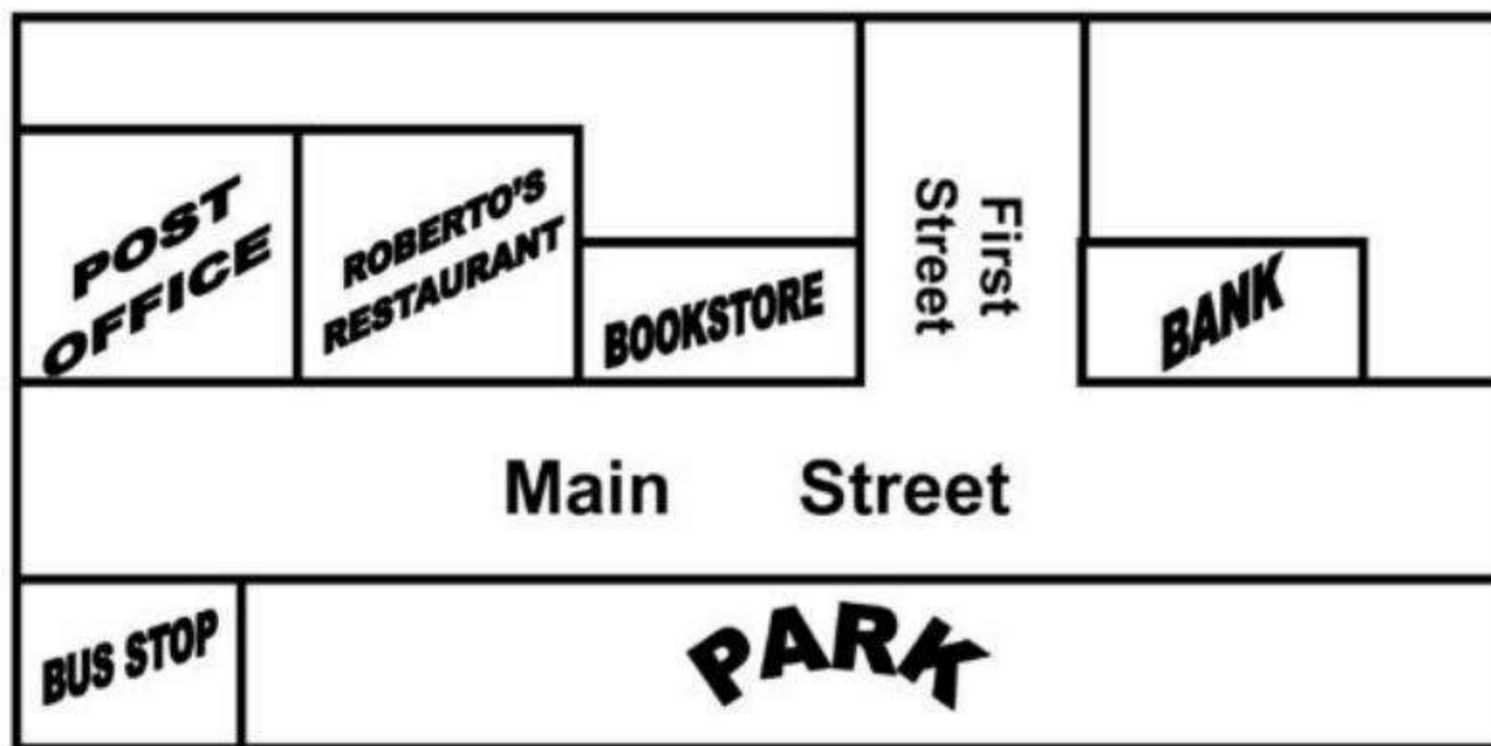 POST
OFFICE
ROBERTO'S
RESTAURANT
BOOKSTORE
First
Street
BANK
Main Street
BUS STOP
PARK